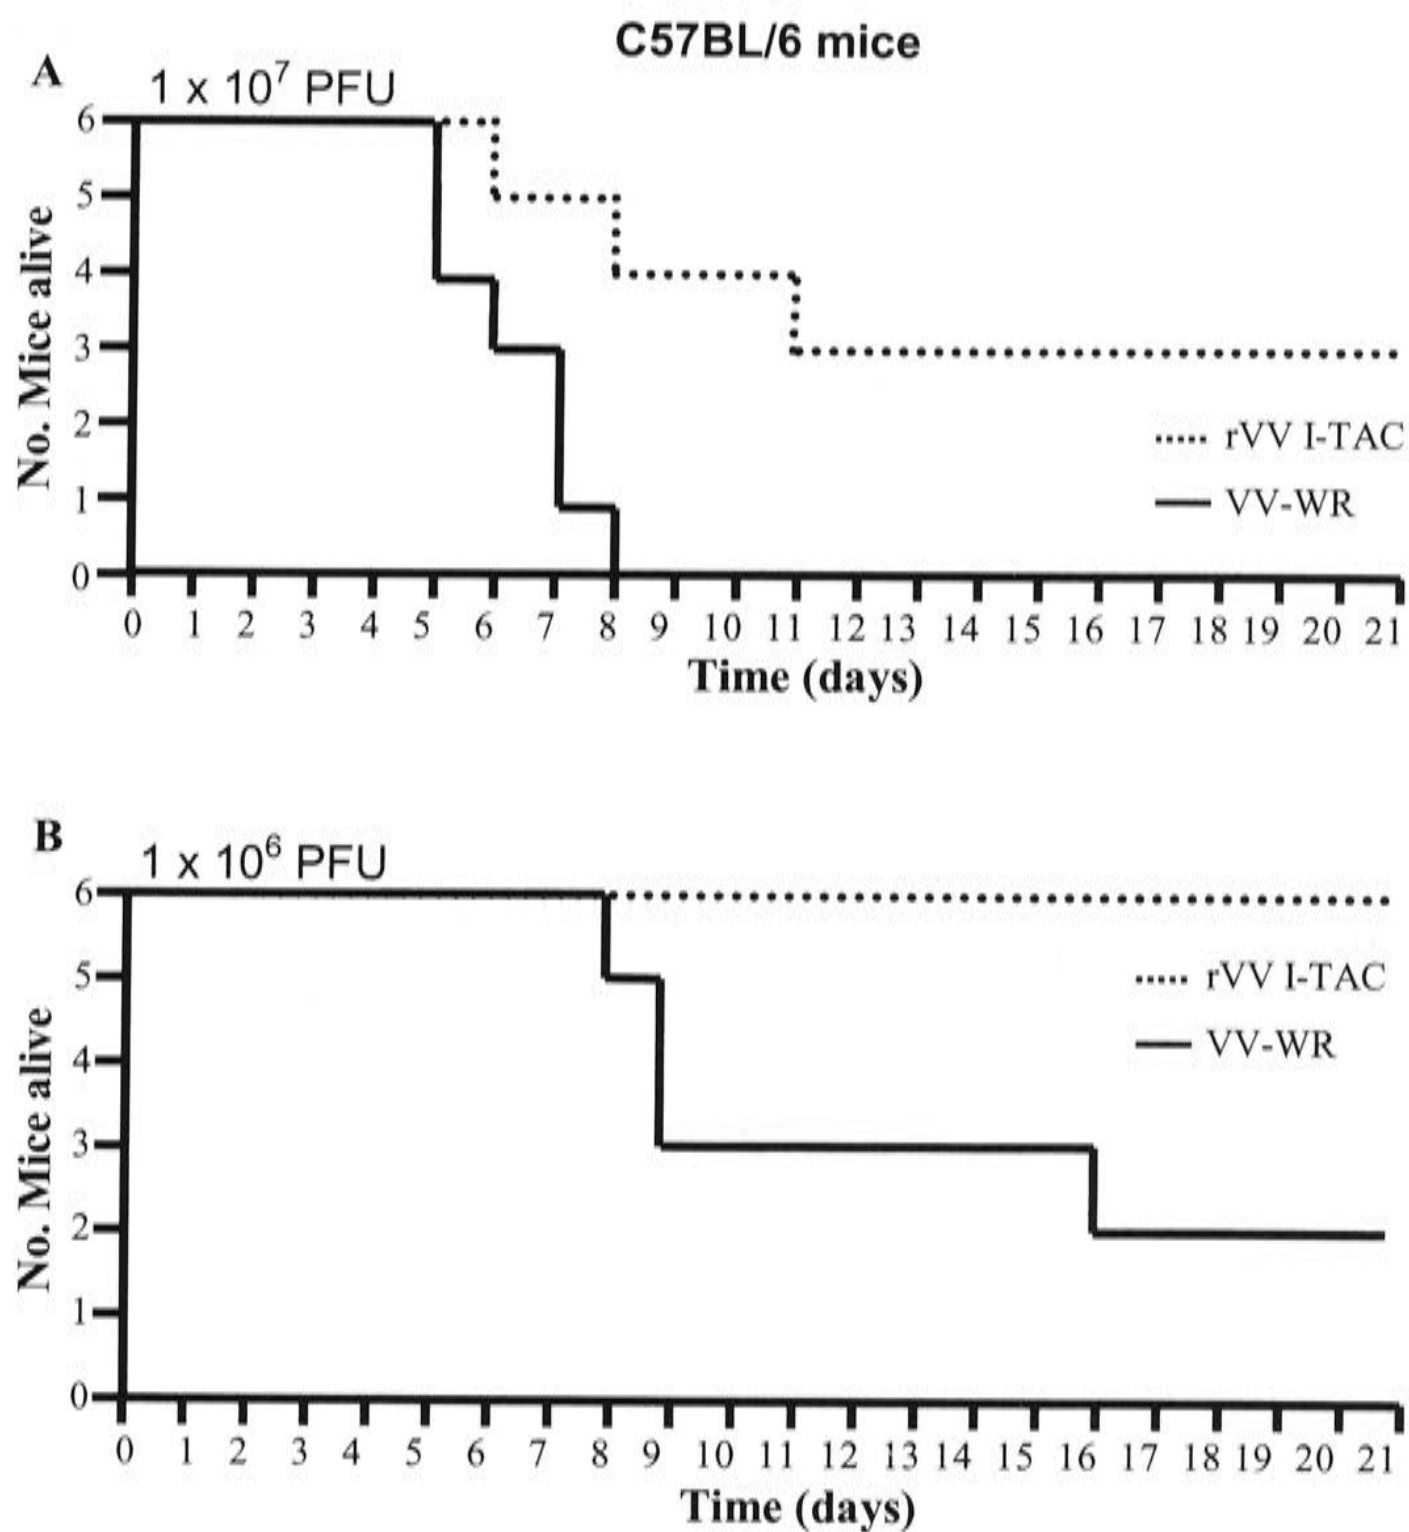 C57BL/6 mice
A
1 x 10⁷ PFU
No. Mice alive
6
5
4
3
2
1
0
rVV I-TAC
VV-WR
0 1 2 3 4 5 6 7 8 9 10 11 12 13 14 15 16 17 18 19 20 21
Time (days)
B
1 x 10⁶ PFU
No. Mice alive
6
5
4
3
2
1
0
rVV I-TAC
VV-WR
0 1 2 3 4 5 6 7 8 9 10 11 12 13 14 15 16 17 18 19 20 21
Time (days)